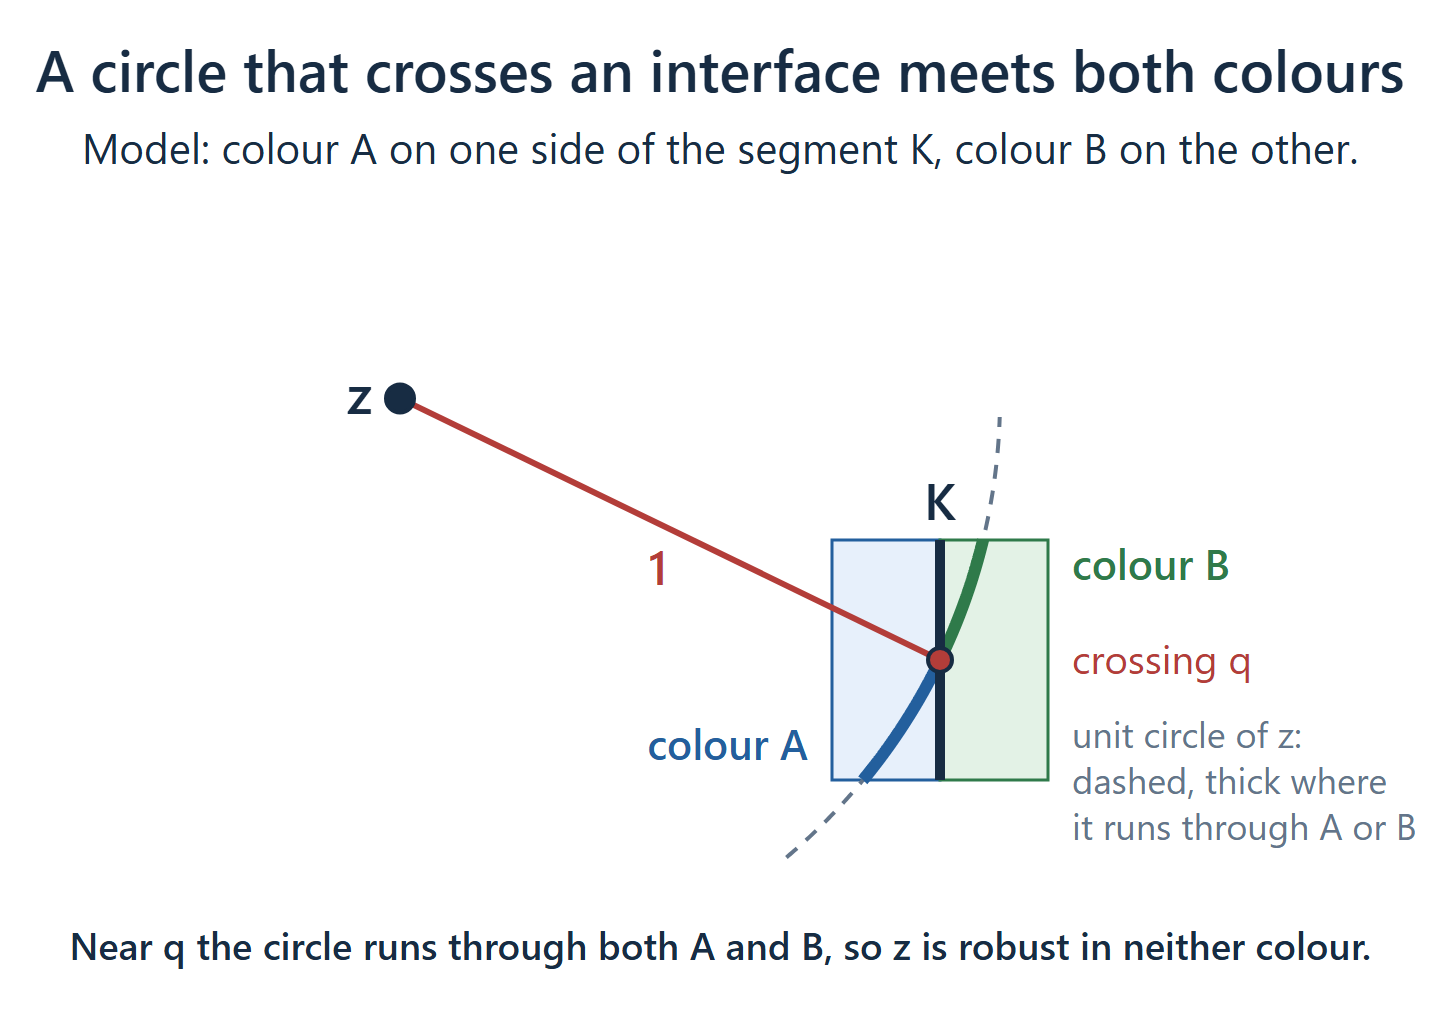 A circle that crosses an interface meets both colours
Model: colour A on one side of the segment K, colour B on the other.
z
K
1
colour B
crossing q
colour A
unit circle of z:
dashed, thick where
it runs through A or B
Near q the circle runs through both A and B, so z is robust in neither colour.